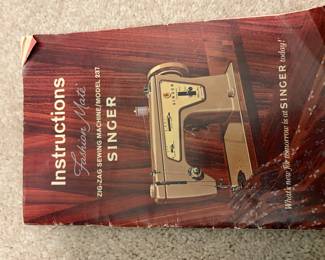 Instructions
Fashion Mate*
ZIG-ZAG SEWING MACHINE/MODEL 237
SINGER
What's new for tomorrow is at SINGER today!